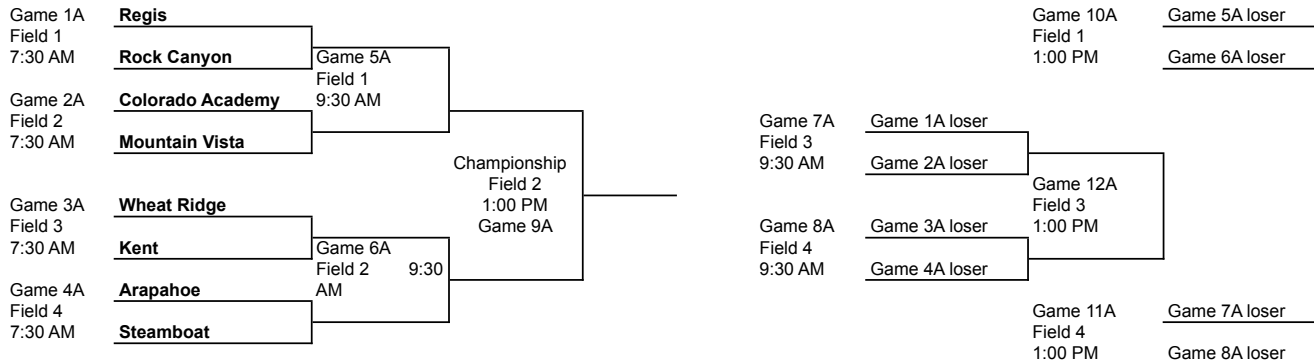 Game 1A
Field 1
7:30 AM
Regis
Rock Canyon
Game 2A
Field 2
7:30 AM
Colorado Academy
Mountain Vista
Game 5A
Field 1
9:30 AM
Game 3A
Field 3
7:30 AM
Wheat Ridge
Kent
Game 4A
Field 4
7:30 AM
Arapahoe
Steamboat
Game 6A
Field 2 9:30
AM
Championship
Field 2
1:00 PM
Game 9A
Game 7A
Field 3
9:30 AM
Game 1A loser
Game 2A loser
Game 8A
Field 4
9:30 AM
Game 3A loser
Game 4A loser
Game 10A
Field 1
1:00 PM
Game 5A loser
Game 6A loser
Game 12A
Field 3
1:00 PM
Game 11A
Field 4
1:00 PM
Game 7A loser
Game 8A loser